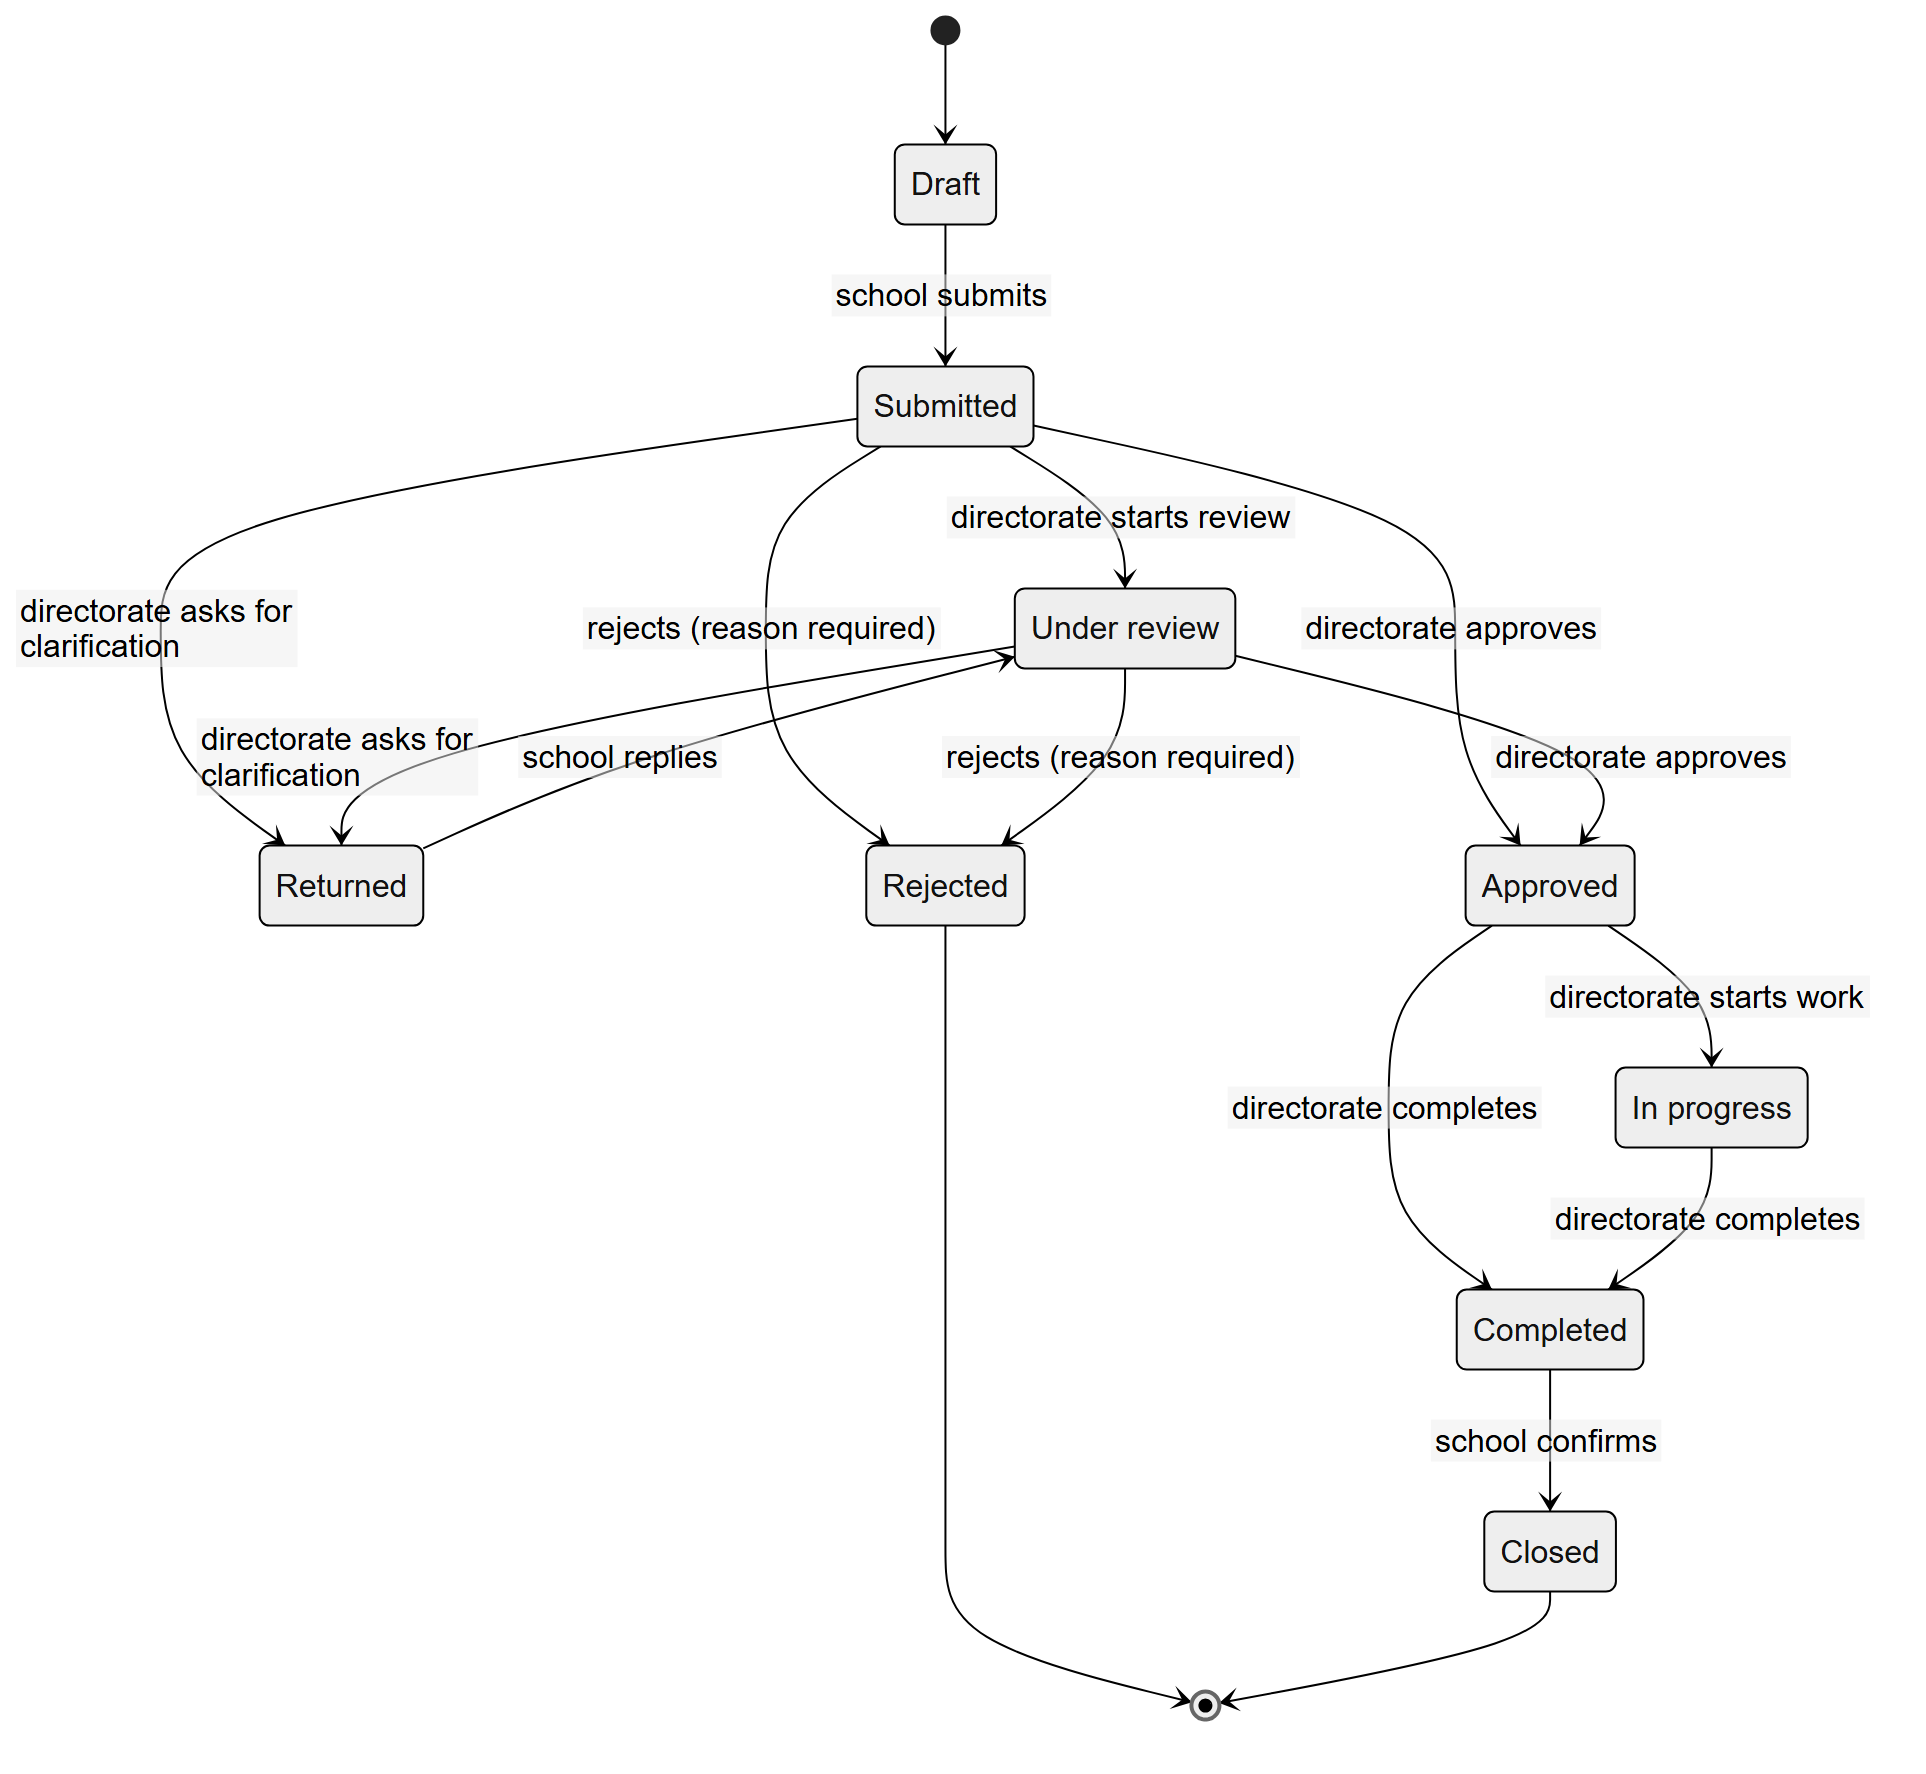 Draft
school submits
Submitted
directorate starts review
directorate asks for
clarification
rejects (reason required)
Under review
directorate approves
directorate asks for
clarification
school replies
rejects (reason required)
directorate approves
Returned
Rejected
Approved
directorate starts work
directorate completes
In progress
directorate completes
Completed
school confirms
Closed